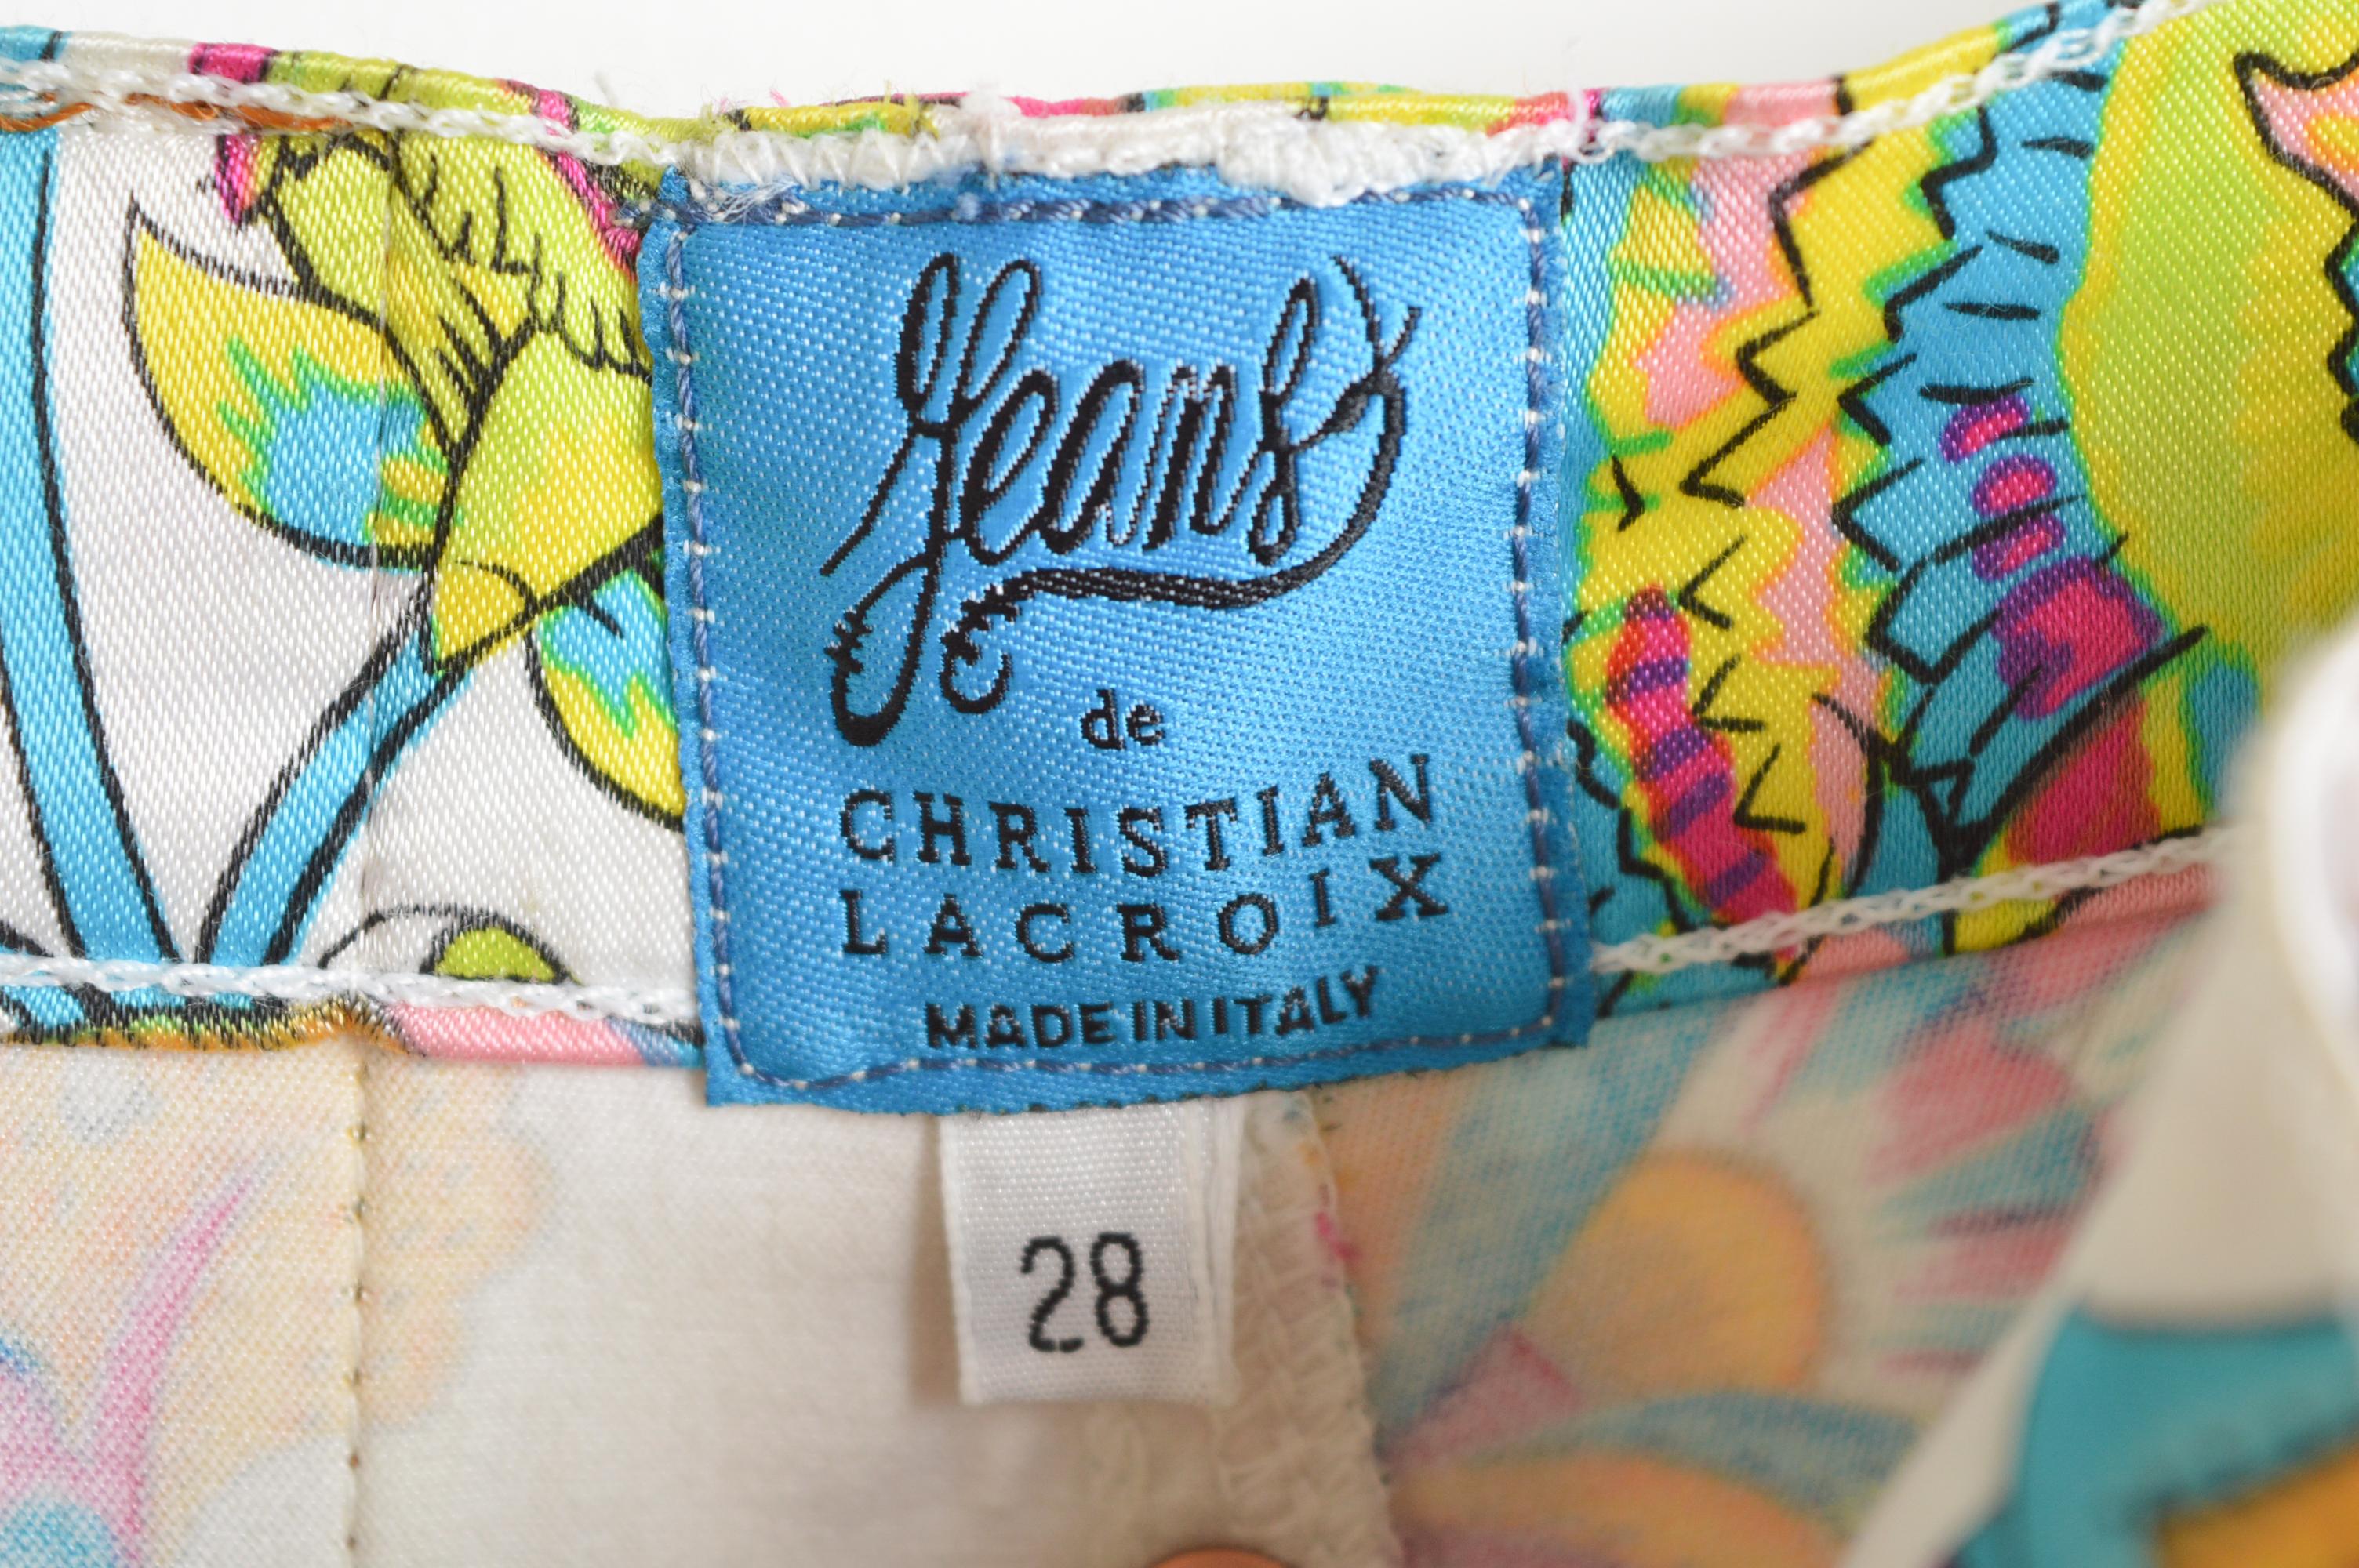 Jeans
de
CHRISTIAN
LACROIX
MADE IN ITALY
28